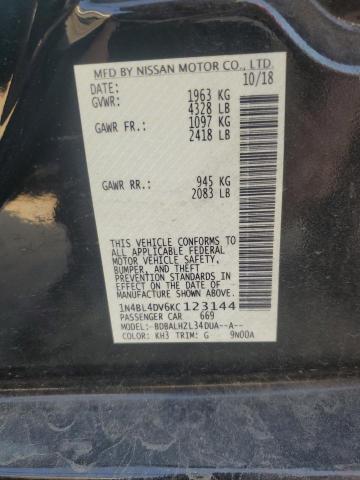 MFD BY NISSAN MOTOR CO., LTD.
DATE: 10/18
GVWR: 1963 KG
4328 LB
GAWR FR.: 1097 KG
2418 LB
GAWR RR.: 945 KG
2083 LB
THIS VEHICLE CONFORMS TO
ALL APPLICABLE FEDERAL
MOTOR VEHICLE SAFETY,
BUMPER, AND THEFT
PREVENTION STANDARDS IN
EFFECT ON THE DATE OF
MANUFACTURE SHOWN ABOVE.
1N4BL4DV6KC123144
PASSENGER CAR 669
MODEL:-BDBALHZL34DUA--A--
COLOR: KH3 TRIM: G 9N00A